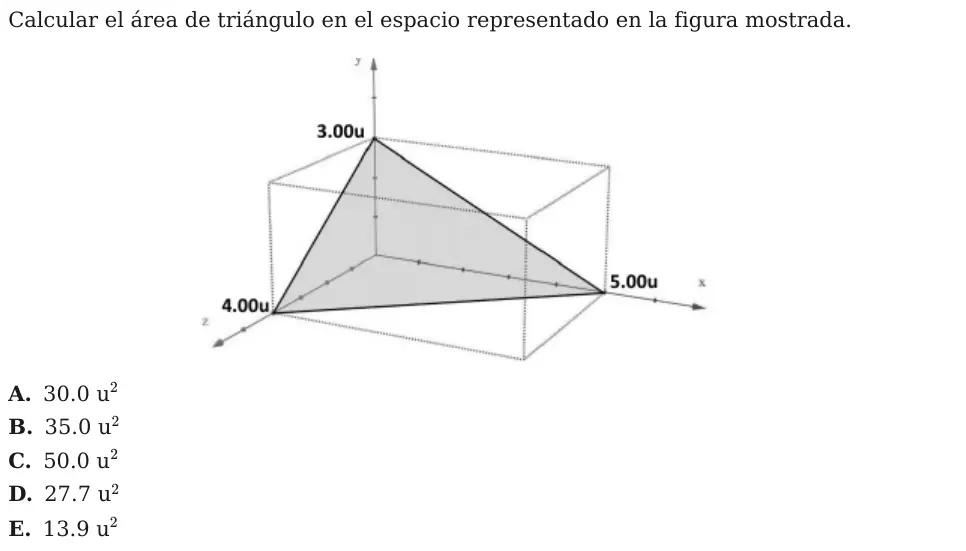 Calcular el área de triángulo en el espacio representado en la figura mostrada.
y
3.00u
5.00u
x
4.00u
z
A. 30.0 u²
B. 35.0 u²
C. 50.0 u²
D. 27.7 u²
E. 13.9 u²